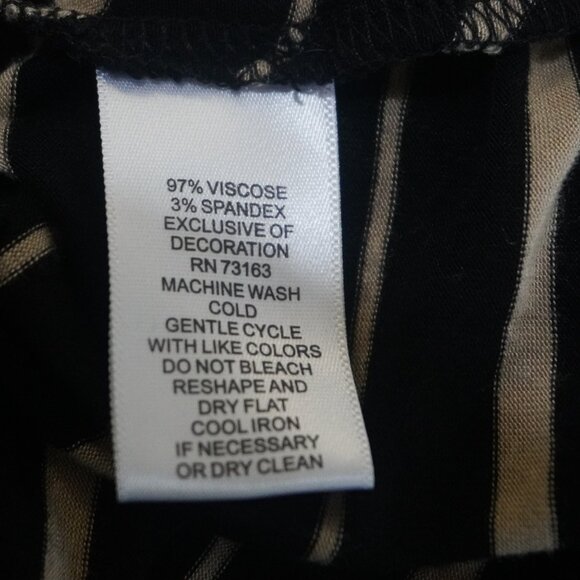 97% VISCOSE
3% SPANDEX
EXCLUSIVE OF
DECORATION
RN 73163
MACHINE WASH
COLD
GENTLE CYCLE
WITH LIKE COLORS
DO NOT BLEACH
RESHAPE AND
DRY FLAT
COOL IRON
IF NECESSARY
OR DRY CLEAN